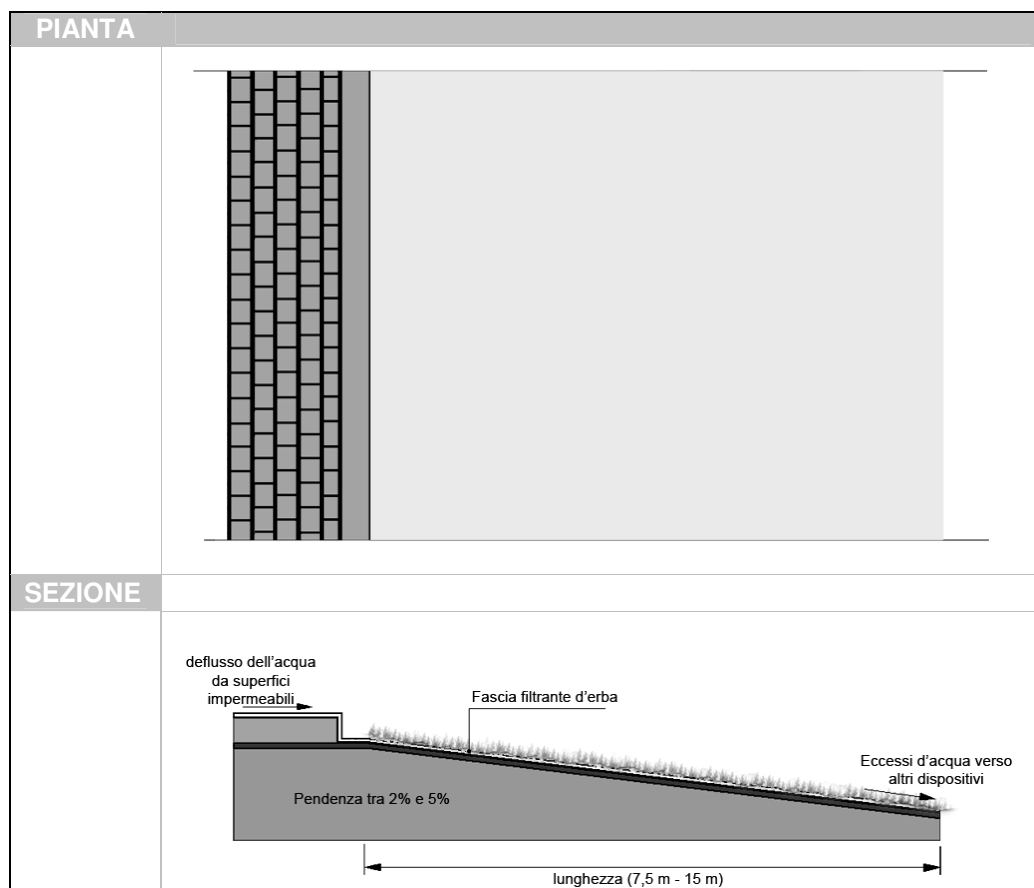 PIANTA
SEZIONE
deflusso dell'acqua
da superfici
impermeabili
Fascia filtrante d'erba
Eccessi d'acqua verso
altri dispositivi
Pendenza tra 2% e 5%
lunghezza (7,5 m - 15 m)